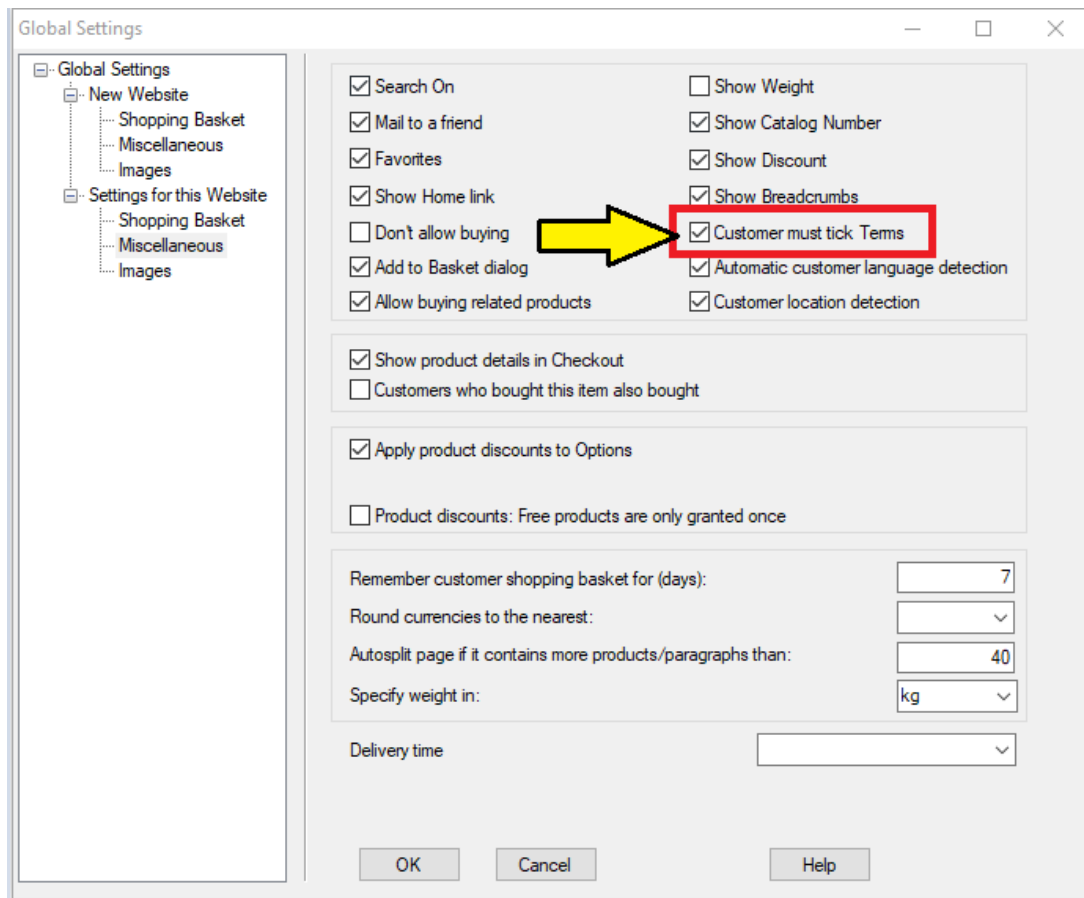 Global Settings
Global Settings
New Website
Shopping Basket
Miscellaneous
Images
Settings for this Website
Shopping Basket
Miscellaneous
Images
Search On
Mail to a friend
Favorites
Show Home link
Don't allow buying
Add to Basket dialog
Allow buying related products
Show Weight
Show Catalog Number
Show Discount
Show Breadcrumbs
Customer must tick Terms
Automatic customer language detection
Customer location detection
Show product details in Checkout
Customers who bought this item also bought
Apply product discounts to Options
Product discounts: Free products are only granted once
Remember customer shopping basket for (days): 7
Round currencies to the nearest:
Autosplit page if it contains more products/paragraphs than: 40
Specify weight in: kg
Delivery time
OK Cancel Help